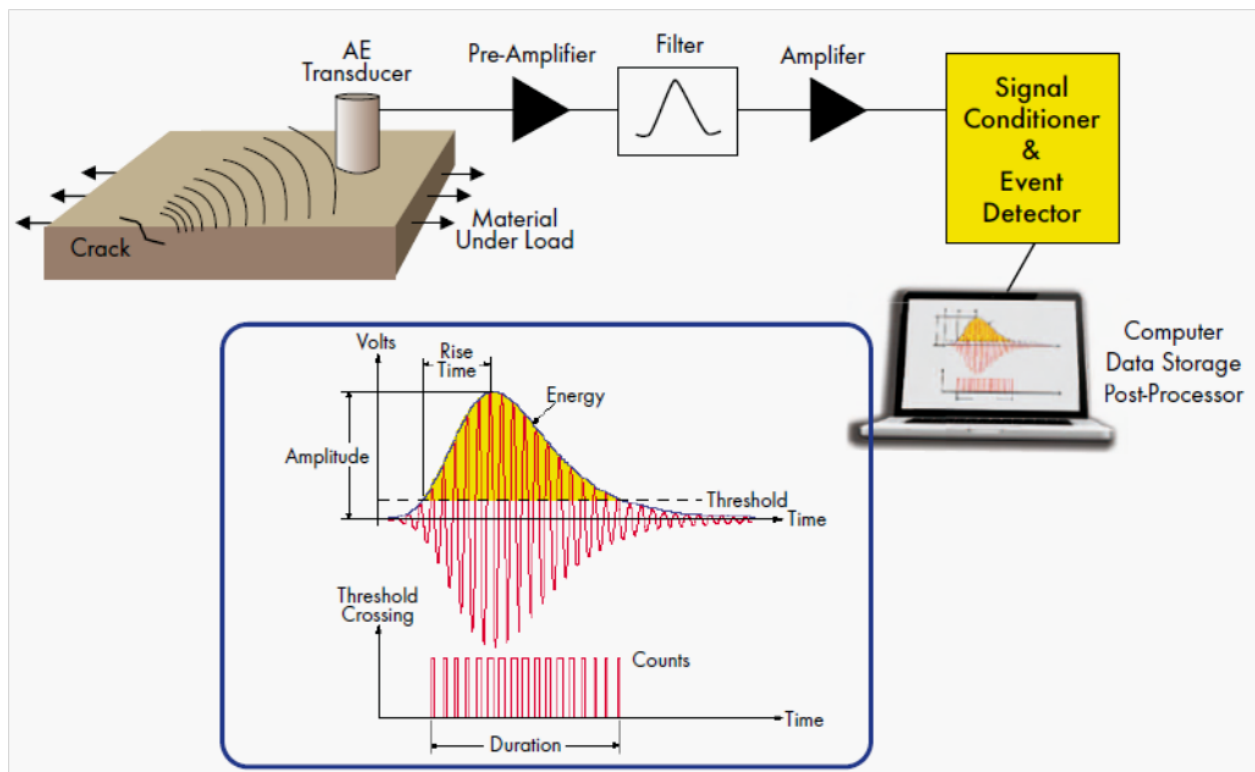 AE
Transducer
Pre-Amplifier
Filter
Amplifer
Signal
Conditioner
&
Event
Detector
Material
Under Load
Crack
Computer
Data Storage
Post-Processor
Volts
Rise
Time
Energy
Amplitude
Threshold
Time
Threshold
Crossing
Counts
Time
Duration